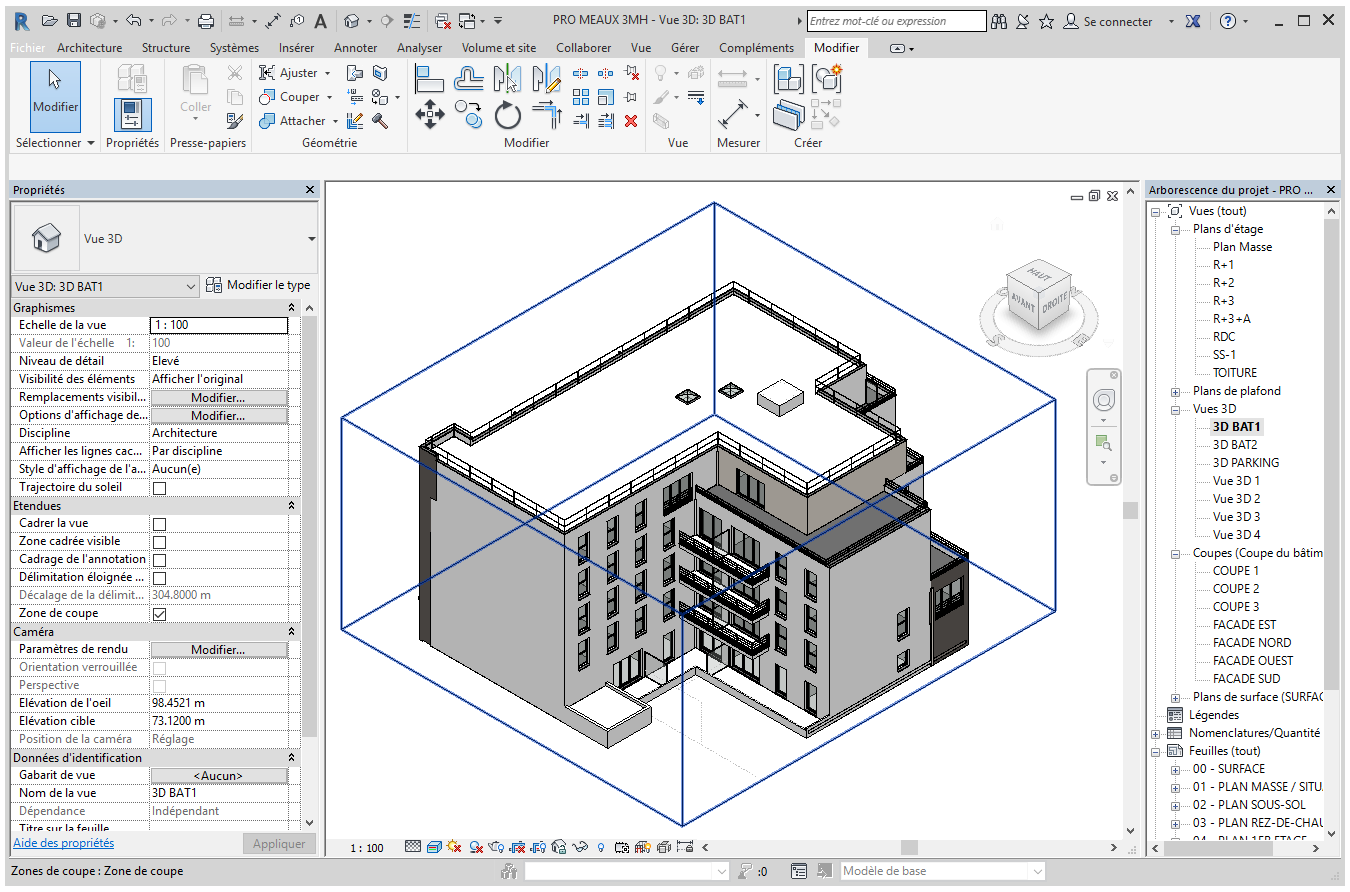 PRO MEAUX 3MH - Vue 3D: 3D BAT1
Entrez mot-clé ou expression
Se connecter
Fichier Architecture Structure Systèmes Insérer Annoter Analyser Volume et site Collaborer Vue Gérer Compléments Modifier
Modifier
Coller
Ajuster
Couper
Attacher
Sélectionner Propriétés Presse-papiers Géométrie Modifier Vue Mesurer Créer
Propriétés
Vue 3D
Vue 3D: 3D BAT1
Modifier le type
Graphismes
Echelle de la vue 1 : 100
Valeur de l'échelle 1: 100
Niveau de détail Elevé
Visibilité des éléments Afficher l'original
Remplacements visibil... Modifier...
Options d'affichage de... Modifier...
Discipline Architecture
Afficher les lignes cac... Par discipline
Style d'affichage de l'a... Aucun(e)
Trajectoire du soleil
Etendues
Cadrer la vue
Zone cadrée visible
Cadrage de l'annotation
Délimitation éloignée ...
Décalage de la délimit... 304.8000 m
Zone de coupe
Caméra
Paramètres de rendu Modifier...
Orientation verrouillée
Perspective
Elévation de l'oeil 98.4521 m
Elévation cible 73.1200 m
Position de la caméra Réglage
Données d'identification
Gabarit de vue <Aucun>
Nom de la vue 3D BAT1
Dépendance Indépendant
Titre sur la feuille
Aide des propriétés
Appliquer
HAUT
AVANT
DROITE
1 : 100
Arborescence du projet - PRO ...
Vues (tout)
Plans d'étage
Plan Masse
R+1
R+2
R+3
R+3+A
RDC
SS-1
TOITURE
Plans de plafond
Vues 3D
3D BAT1
3D BAT2
3D PARKING
Vue 3D 1
Vue 3D 2
Vue 3D 3
Vue 3D 4
Coupes (Coupe du bâtim
COUPE 1
COUPE 2
COUPE 3
FACADE EST
FACADE NORD
FACADE OUEST
FACADE SUD
Plans de surface (SURFAC
Légendes
Nomenclatures/Quantité
Feuilles (tout)
00 - SURFACE
01 - PLAN MASSE / SITU
02 - PLAN SOUS-SOL
03 - PLAN REZ-DE-CHAU
04 - PLAN 1ER ETAGE
Zones de coupe : Zone de coupe
:0
Modèle de base